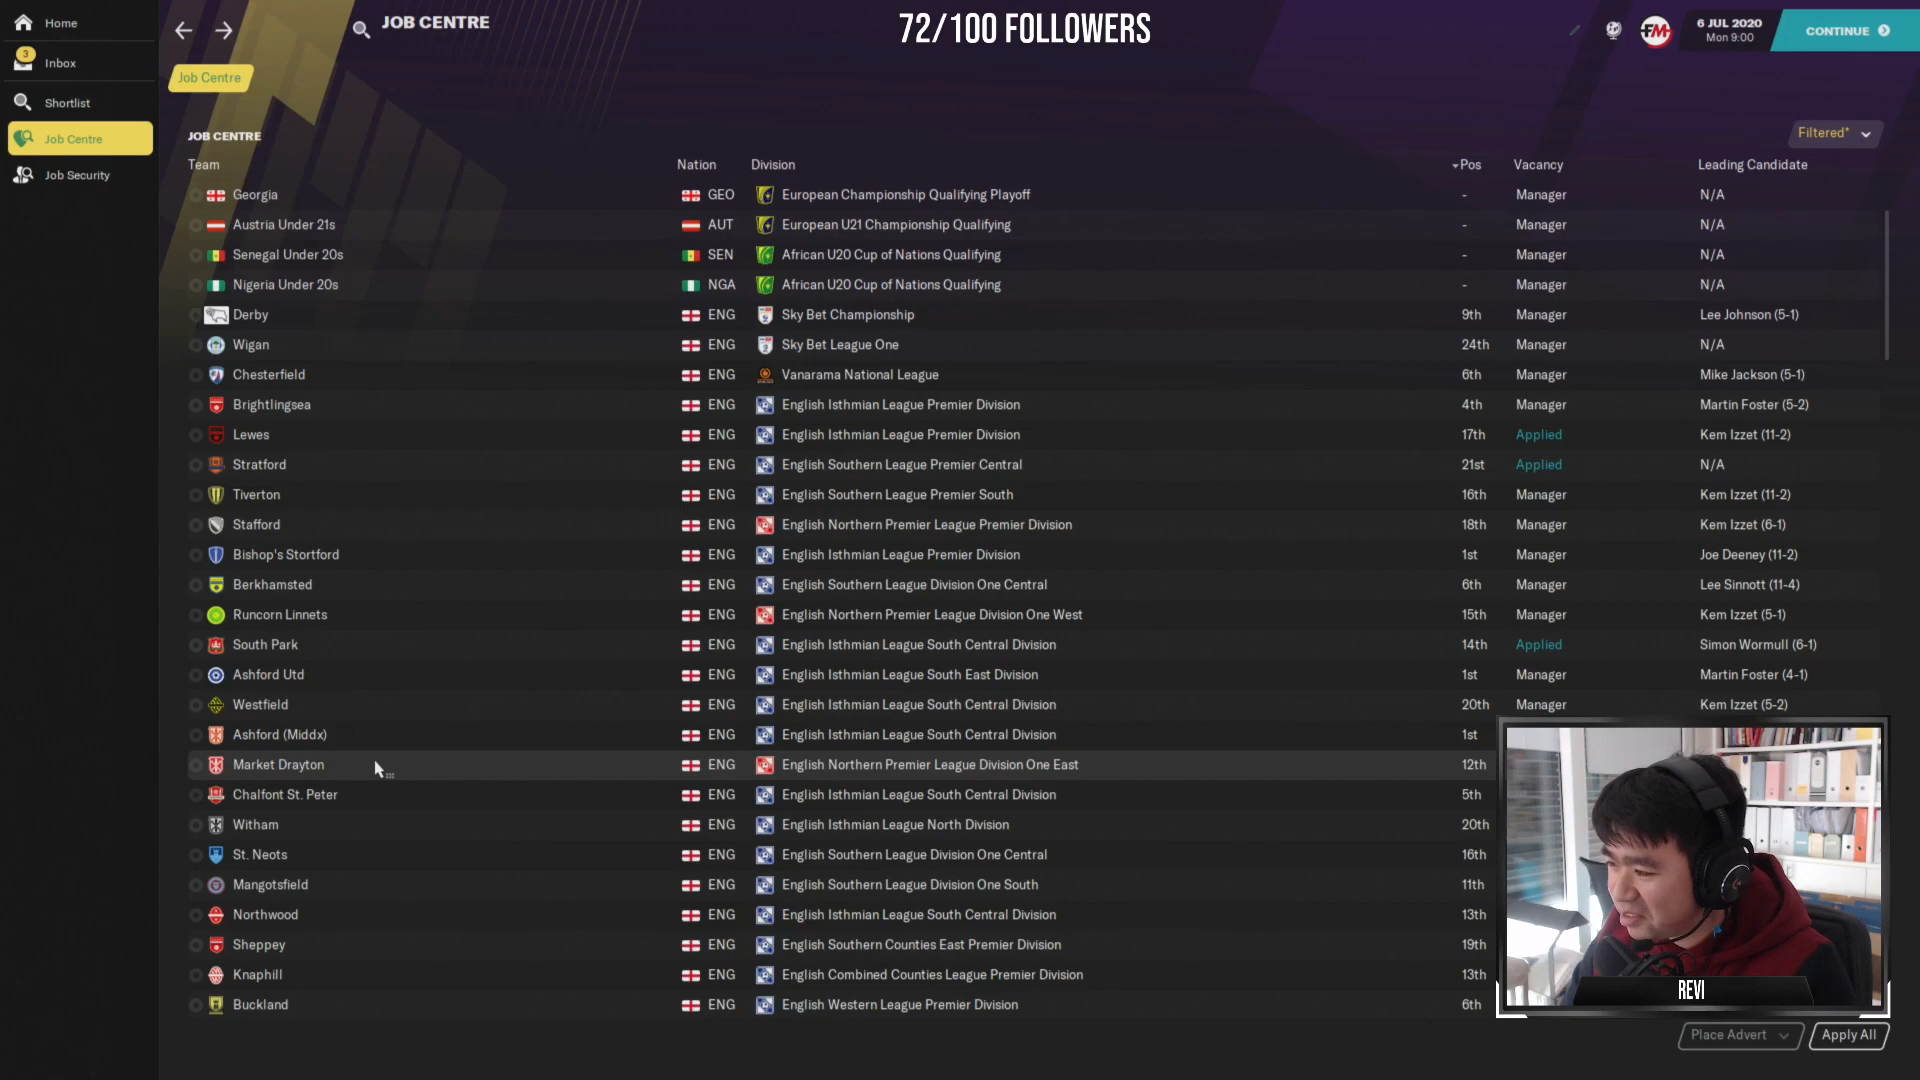 Home
3
Inbox
Shortlist
Job Centre
Job Security
JOB CENTRE
72/100 FOLLOWERS
FM
6 JUL 2020
Mon 9:00
CONTINUE
Job Centre
JOB CENTRE
Filtered*
Team Nation Division Pos Vacancy Leading Candidate
Georgia GEO European Championship Qualifying Playoff - Manager N/A
Austria Under 21s AUT European U21 Championship Qualifying - Manager N/A
Senegal Under 20s SEN African U20 Cup of Nations Qualifying - Manager N/A
Nigeria Under 20s NGA African U20 Cup of Nations Qualifying - Manager N/A
Derby ENG Sky Bet Championship 9th Manager Lee Johnson (5-1)
Wigan ENG Sky Bet League One 24th Manager N/A
Chesterfield ENG Vanarama National League 6th Manager Mike Jackson (5-1)
Brightlingsea ENG English Isthmian League Premier Division 4th Manager Martin Foster (5-2)
Lewes ENG English Isthmian League Premier Division 17th Applied Kem Izzet (11-2)
Stratford ENG English Southern League Premier Central 21st Applied N/A
Tiverton ENG English Southern League Premier South 16th Manager Kem Izzet (11-2)
Stafford ENG English Northern Premier League Premier Division 18th Manager Kem Izzet (6-1)
Bishop's Stortford ENG English Isthmian League Premier Division 1st Manager Joe Deeney (11-2)
Berkhamsted ENG English Southern League Division One Central 6th Manager Lee Sinnott (11-4)
Runcorn Linnets ENG English Northern Premier League Division One West 15th Manager Kem Izzet (5-1)
South Park ENG English Isthmian League South Central Division 14th Applied Simon Wormull (6-1)
Ashford Utd ENG English Isthmian League South East Division 1st Manager Martin Foster (4-1)
Westfield ENG English Isthmian League South Central Division 20th Manager Kem Izzet (5-2)
Ashford (Middx) ENG English Isthmian League South Central Division 1st
Market Drayton ENG English Northern Premier League Division One East 12th
Chalfont St. Peter ENG English Isthmian League South Central Division 5th
Witham ENG English Isthmian League North Division 20th
St. Neots ENG English Southern League Division One Central 16th
Mangotsfield ENG English Southern League Division One South 11th
Northwood ENG English Isthmian League South Central Division 13th
Sheppey ENG English Southern Counties East Premier Division 19th
Knaphill ENG English Combined Counties League Premier Division 13th
Buckland ENG English Western League Premier Division 6th
REVI
Place Advert
Apply All